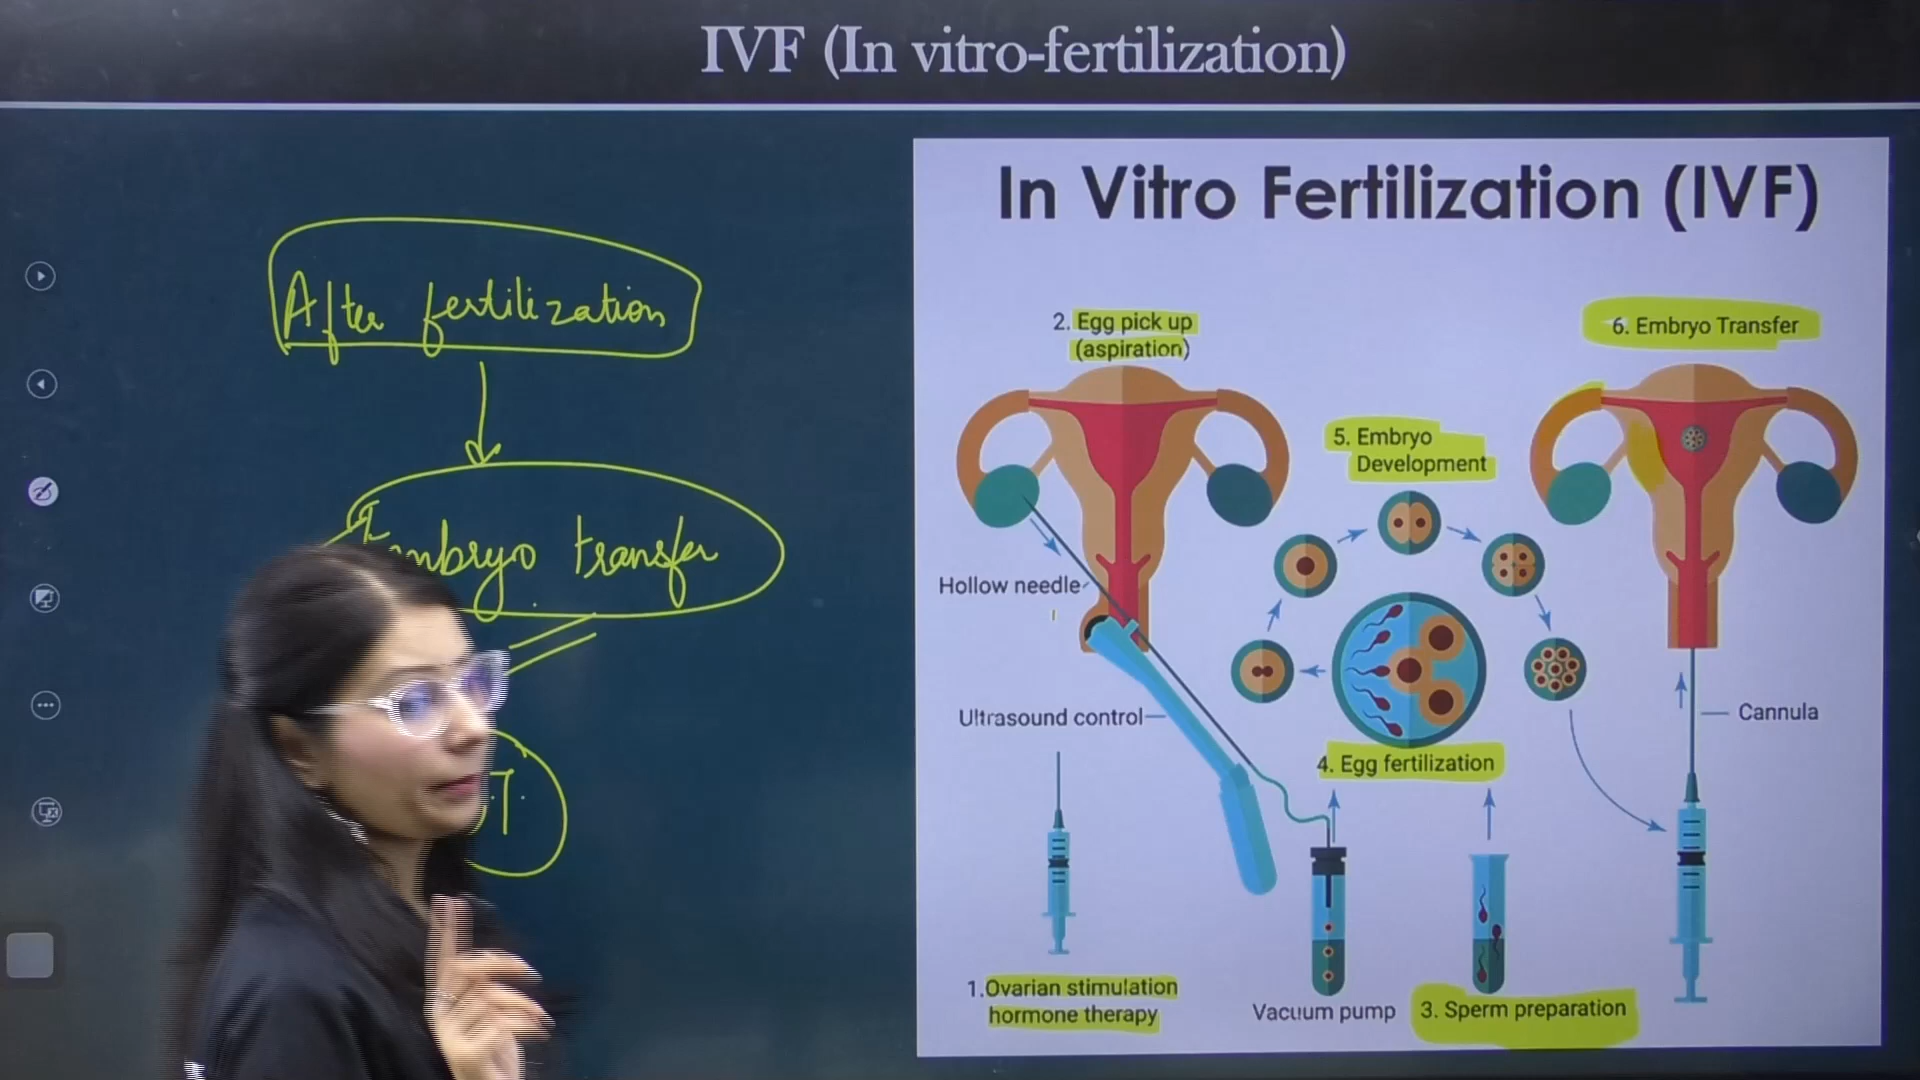 IVF (In vitro-fertilization)
After fertilization
Embryo transfer
In Vitro Fertilization (IVF)
2. Egg pick up
(aspiration)
6. Embryo Transfer
5. Embryo
Development
Hollow needle
Ultrasound control
4. Egg fertilization
Cannula
1.Ovarian stimulation
hormone therapy
Vacuum pump
3. Sperm preparation